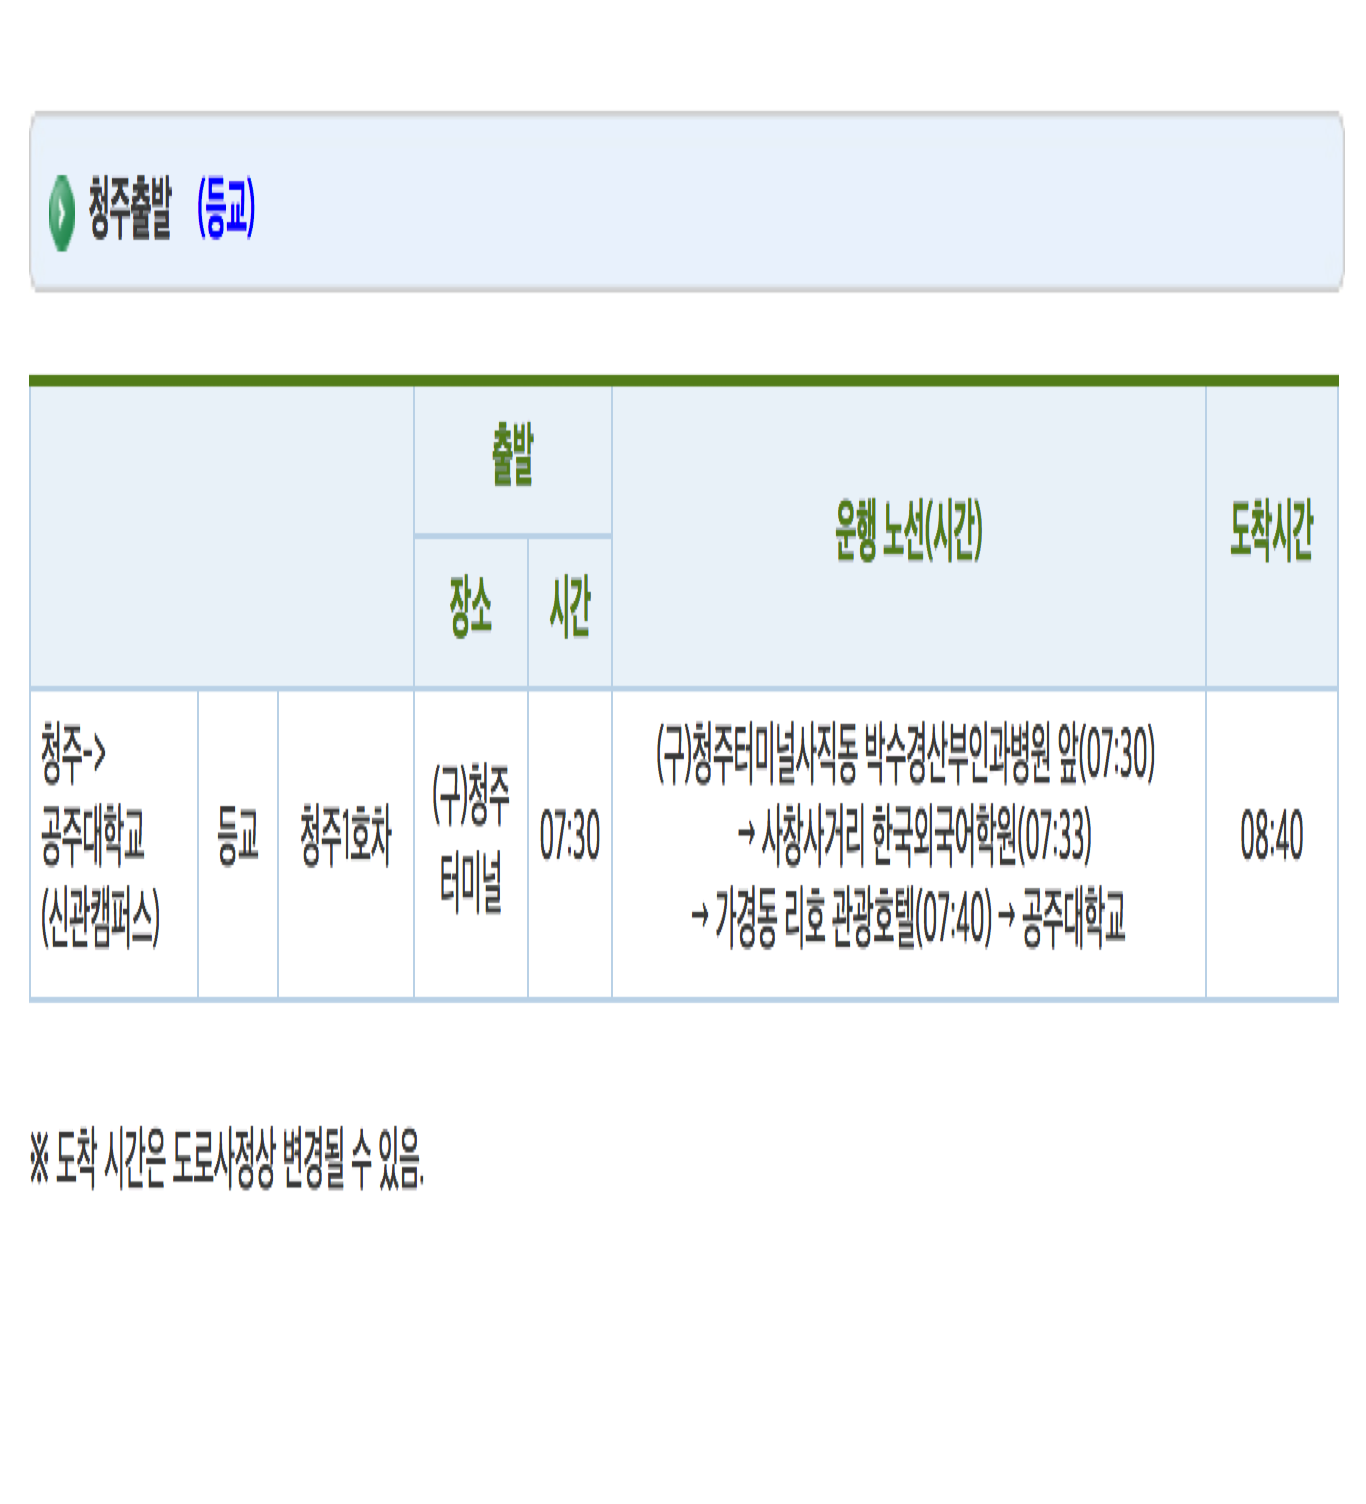 청주출발 (등교)
출발
운행 노선(시간)
도착시간
장소
시간
청주->
공주대학교
(신관캠퍼스)
등교
청주1호차
(구)청주
터미널
07:30
(구)청주터미널사직동 박수경산부인과병원 앞(07:30)
→ 사창사거리 한국외국어학원(07:33)
→ 가경동 리호 관광호텔(07:40) → 공주대학교
08:40
※ 도착 시간은 도로사정상 변경될 수 있음.